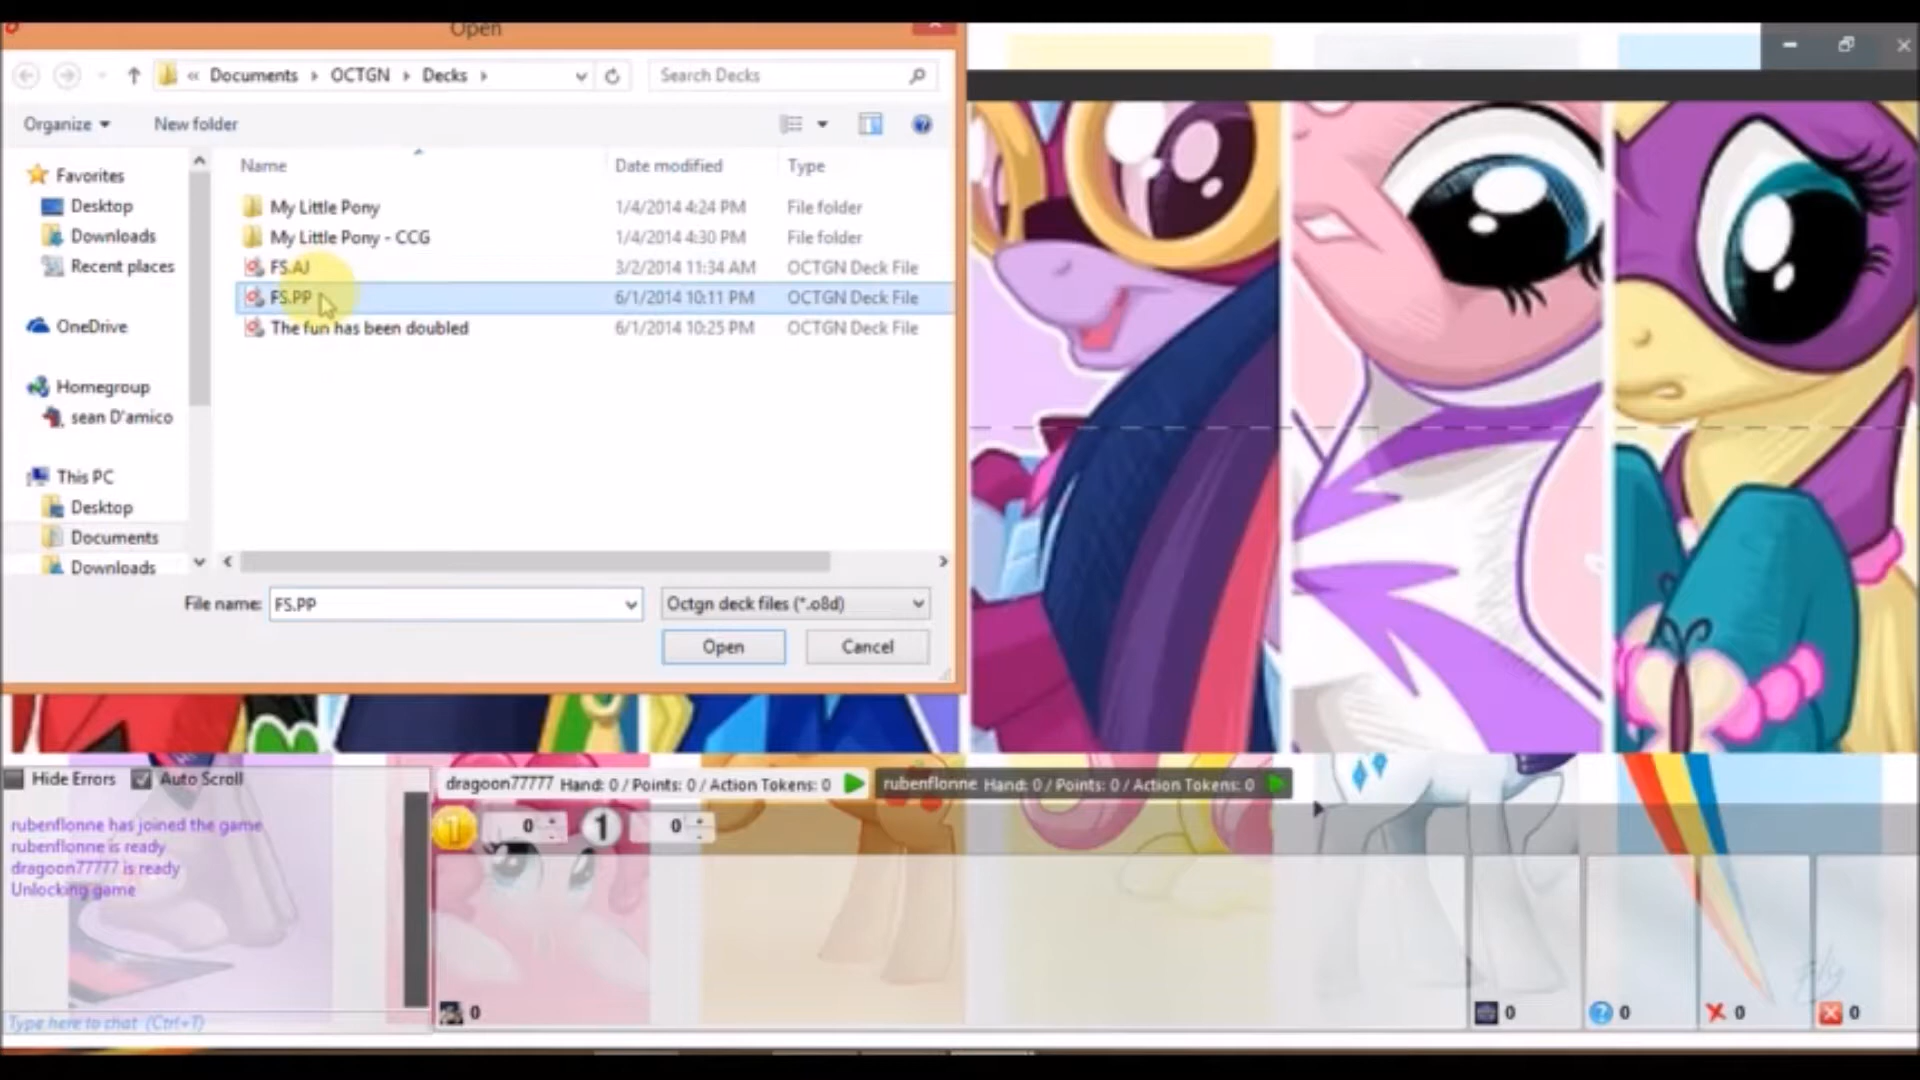 Open
« Documents › OCTGN › Decks ›
Search Decks
Organize
New folder
Name
Date modified
Type
Favorites
Desktop
Downloads
Recent places
OneDrive
Homegroup
sean D'amico
This PC
Desktop
Documents
Downloads
My Little Pony 1/4/2014 4:24 PM File folder
My Little Pony - CCG 1/4/2014 4:30 PM File folder
FS.AJ 3/2/2014 11:34 AM OCTGN Deck File
FS.PP 6/1/2014 10:11 PM OCTGN Deck File
The fun has been doubled 6/1/2014 10:25 PM OCTGN Deck File
File name: FS.PP
Octgn deck files (*.o8d)
Open
Cancel
Hide Errors
Auto Scroll
rubenflonne has joined the game
rubenflonne is ready
dragoon77777 is ready
Unlocking game
Type here to chat (Ctrl+T)
dragoon77777 Hand: 0 / Points: 0 / Action Tokens: 0
rubenflonne Hand: 0 / Points: 0 / Action Tokens: 0
1 0 1 0
0
0
0
0
0